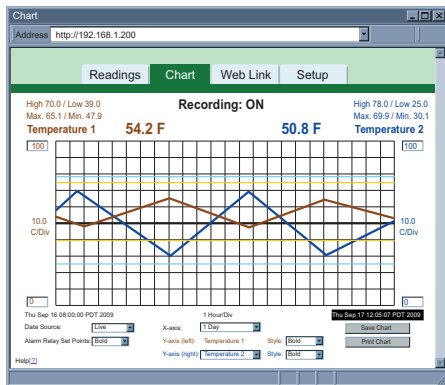 Chart
Address http://192.168.1.200
Readings Chart Web Link Setup
High 70.0 / Low 39.0 Recording: ON High 78.0 / Low 25.0
Max. 65.1 / Min. 47.9 Max. 69.9 / Min. 30.1
Temperature 1 54.2 F 50.8 F Temperature 2
100 100
10.0 10.0
C/Div C/Div
0 0
Thu Sep 16 08:00:00 PDT 2009 1 Hour/Div Thu Sep 17 12:05:07 PDT 2009
Data Source: Live X-axis: 1 Day Save Chart
Alarm Relay Set Points: Bold Y-axis (left): Temperature 1 Style: Bold Print Chart
Y-axis (right): Temperature 2 Style: Bold
Help[?]